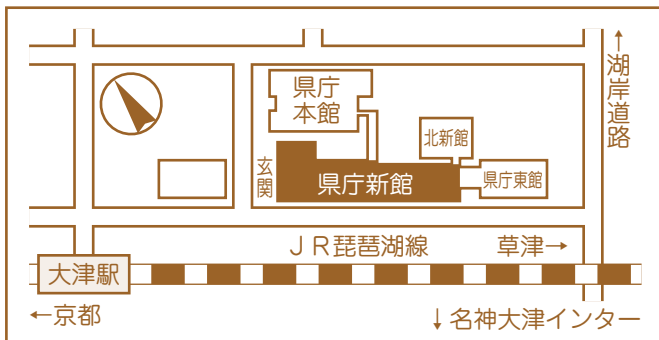 ↑湖岸道路
県庁
本館
北新館
玄関
県庁新館
県庁東館
ＪＲ琵琶湖線
草津→
大津駅
←京都
↓名神大津インター